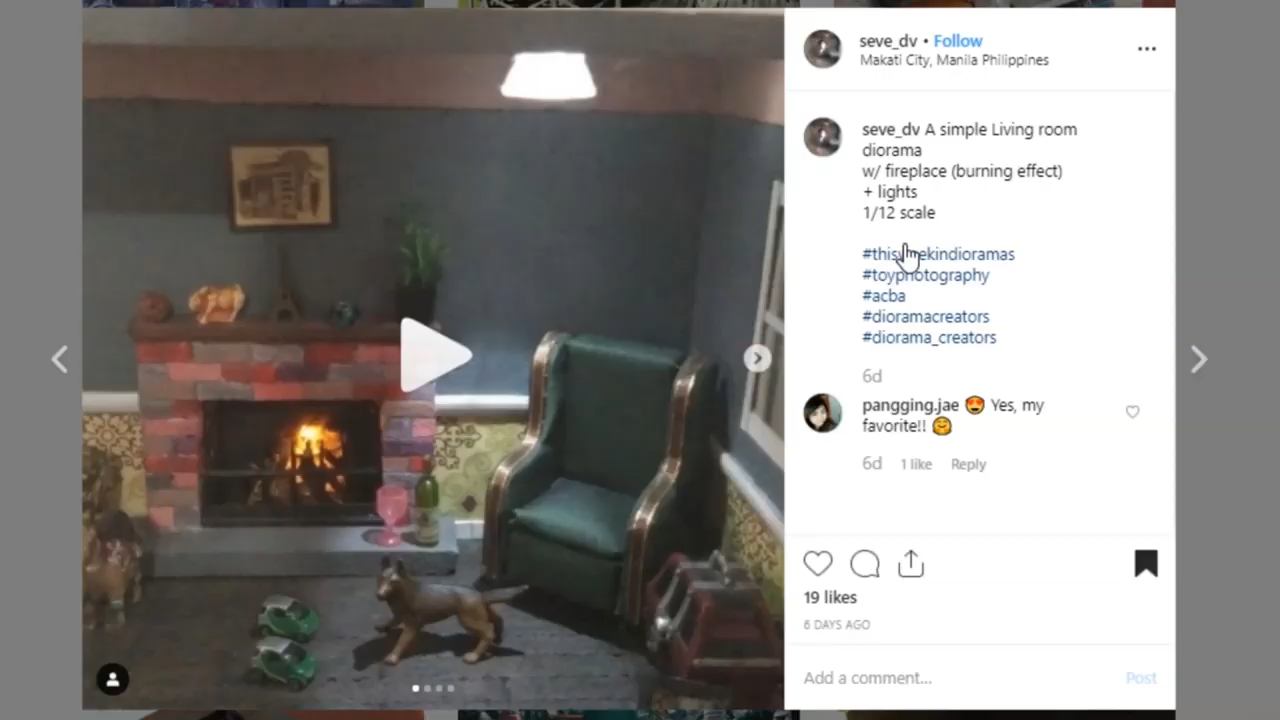 seve_dv • Follow
Makati City, Manila Philippines
seve_dv A simple Living room
diorama
w/ fireplace (burning effect)
+ lights
1/12 scale
#toyphotography
#acba
#dioramacreators
#diorama_creators
6d
pangging.jae 😍 Yes, my
favorite!! 🤗
6d 1 like Reply
19 likes
6 DAYS AGO
Add a comment... Post